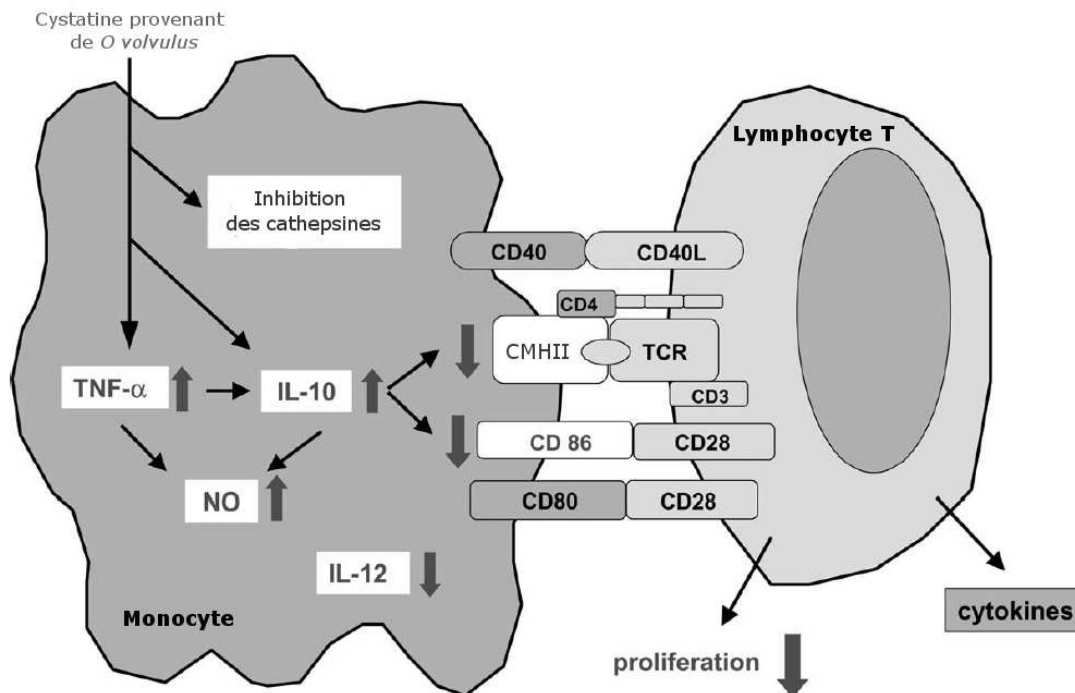 Cystatine provenant
de O volvulus
Lymphocyte T
Inhibition
des cathepsines
CD40
CD40L
CD4
CMHII
TCR
TNF-α
IL-10
CD3
CD 86
CD28
NO
CD80
CD28
IL-12
Monocyte
cytokines
proliferation